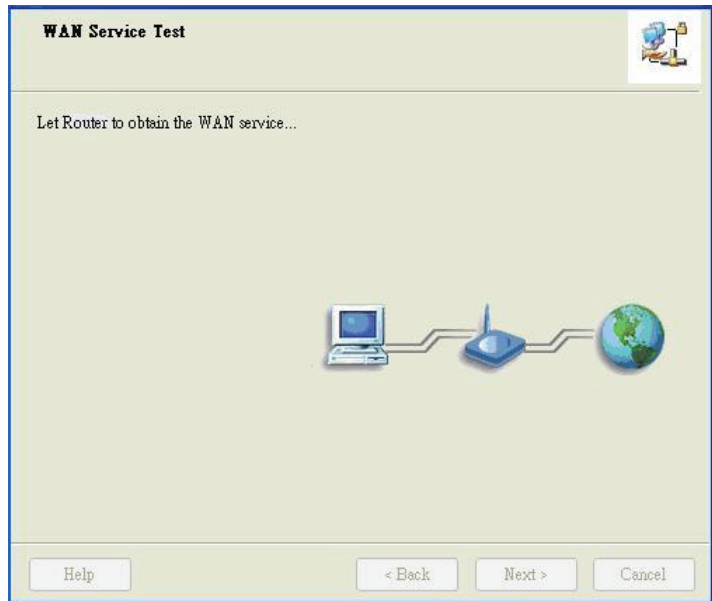 WAN Service Test
Let Router to obtain the WAN service...
Help
< Back
Next >
Cancel